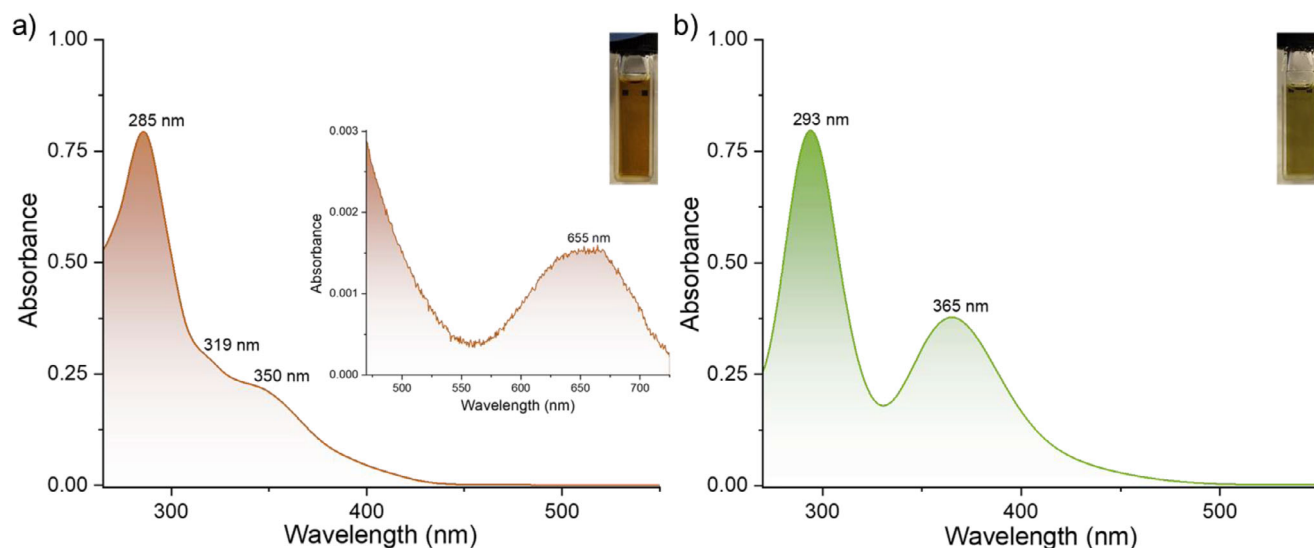 a)
1.00
0.75
0.50
0.25
0.00
Absorbance
285 nm
319 nm
350 nm
300
400
500
Wavelength (nm)
0.003
0.002
0.001
0.000
Absorbance
655 nm
500
550
600
650
700
Wavelength (nm)
b)
1.00
0.75
0.50
0.25
0.00
Absorbance
293 nm
365 nm
300
400
500
Wavelength (nm)